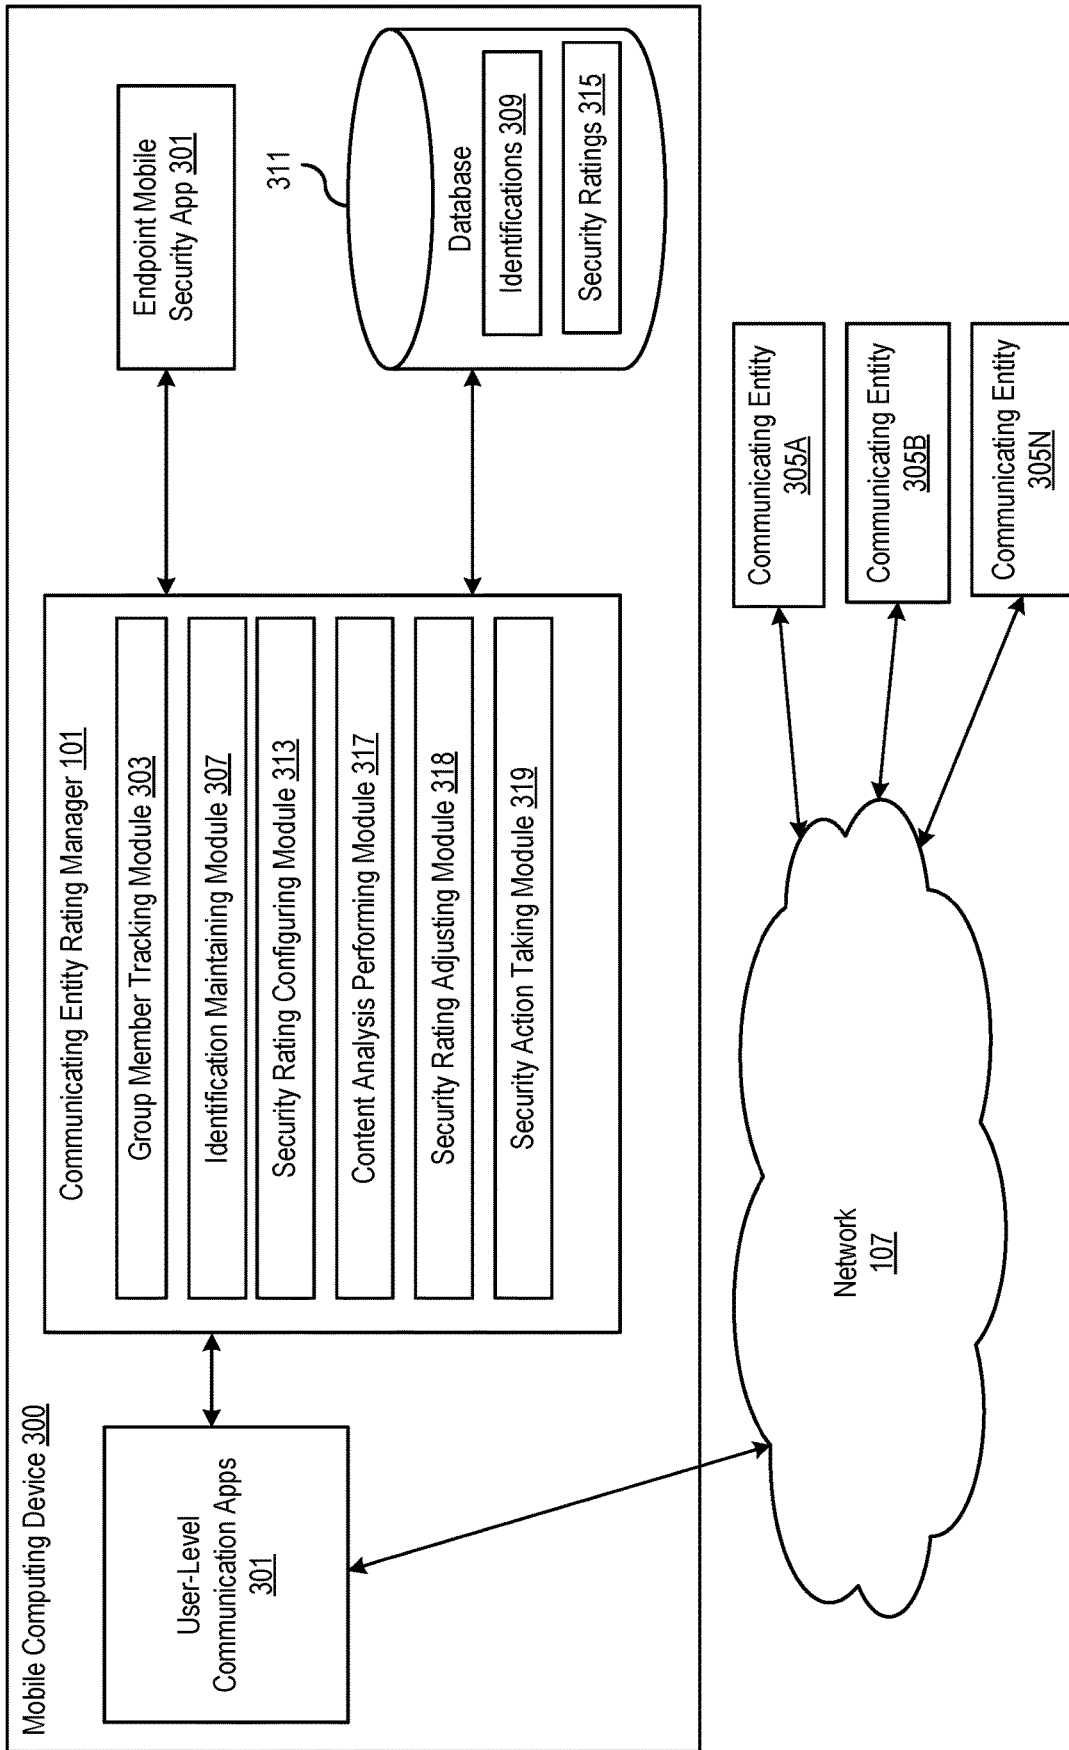 Mobile Computing Device 300
User-Level
Communication Apps
301
Communicating Entity Rating Manager 101
Group Member Tracking Module 303
Identification Maintaining Module 307
Security Rating Configuring Module 313
Content Analysis Performing Module 317
Security Rating Adjusting Module 318
Security Action Taking Module 319
Endpoint Mobile
Security App 301
311
Database
Identifications 309
Security Ratings 315
Network
107
Communicating Entity
305A
Communicating Entity
305B
Communicating Entity
305N